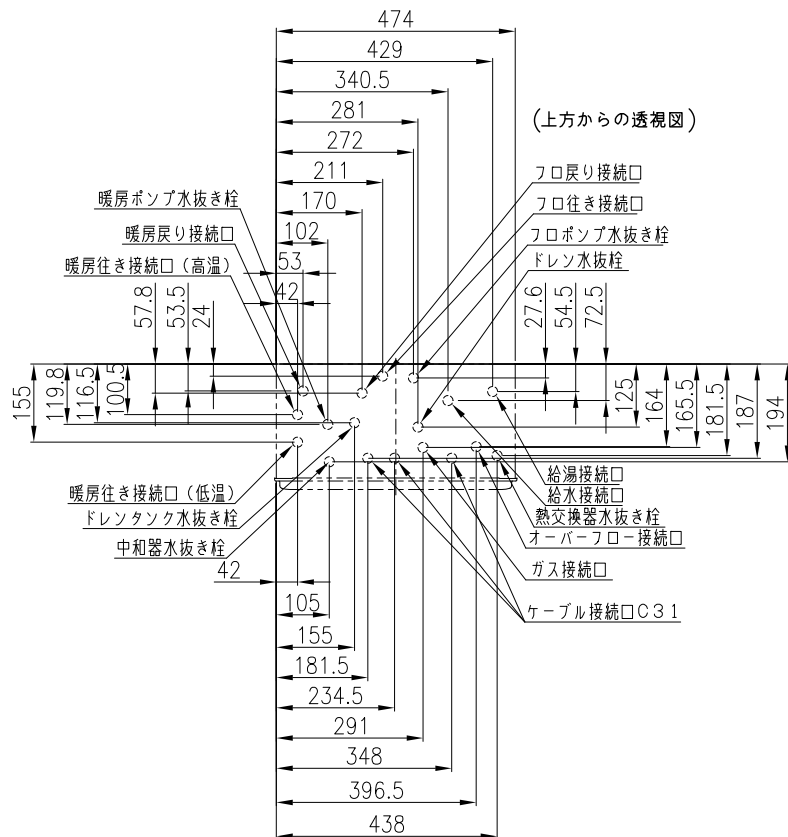 474
429
340.5
281
(上方からの透視図)
272
211
フロ戻り接続口
170
暖房ポンプ水抜き栓
フロ往き接続口
102
暖房戻り接続口
フロポンプ水抜き栓
53
暖房往き接続口(高温)
ドレン水抜栓
42
57.8
53.5
24
27.6
54.5
72.5
155
119.8
116.5
100.5
125
164
165.5
181.5
187
194
暖房往き接続口(低温)
給湯接続口
給水接続口
ドレンタンク水抜き栓
熱交換器水抜き栓
中和器水抜き栓
オーバーフロー接続口
42
ガス接続口
105
ケーブル接続口C31
155
181.5
234.5
291
348
396.5
438